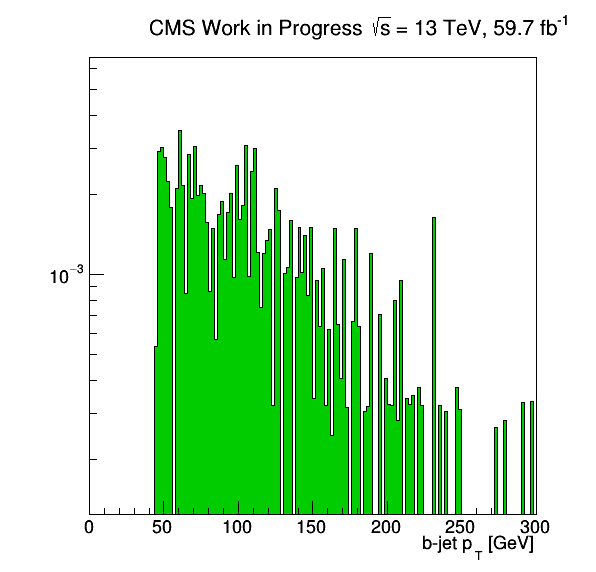 CMS Work in Progress √s = 13 TeV, 59.7 fb⁻¹
10⁻³
0 50 100 150 200 250 300
b-jet p_T [GeV]